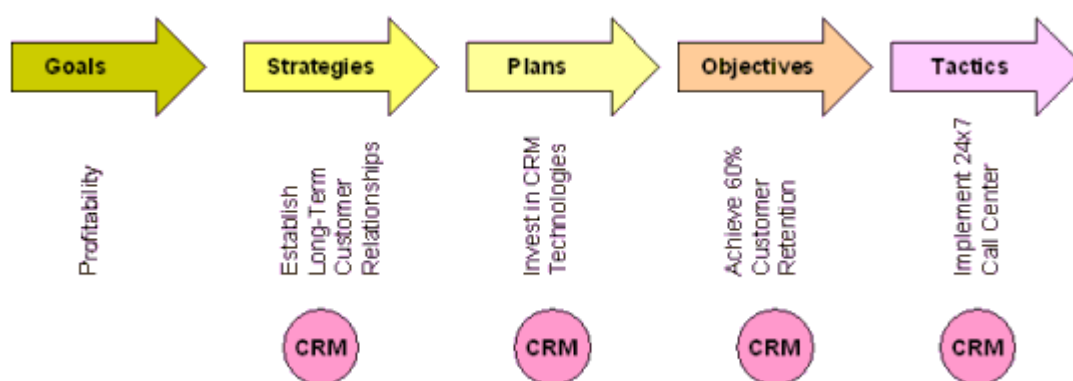 Goals
Strategies
Plans
Objectives
Tactics
Profitability
Establish
Long-Term
Customer
Relationships
Invest in CRM
Technologies
Achieve 60%
Customer
Retention
Implement 24x7
Call Center
CRM
CRM
CRM
CRM